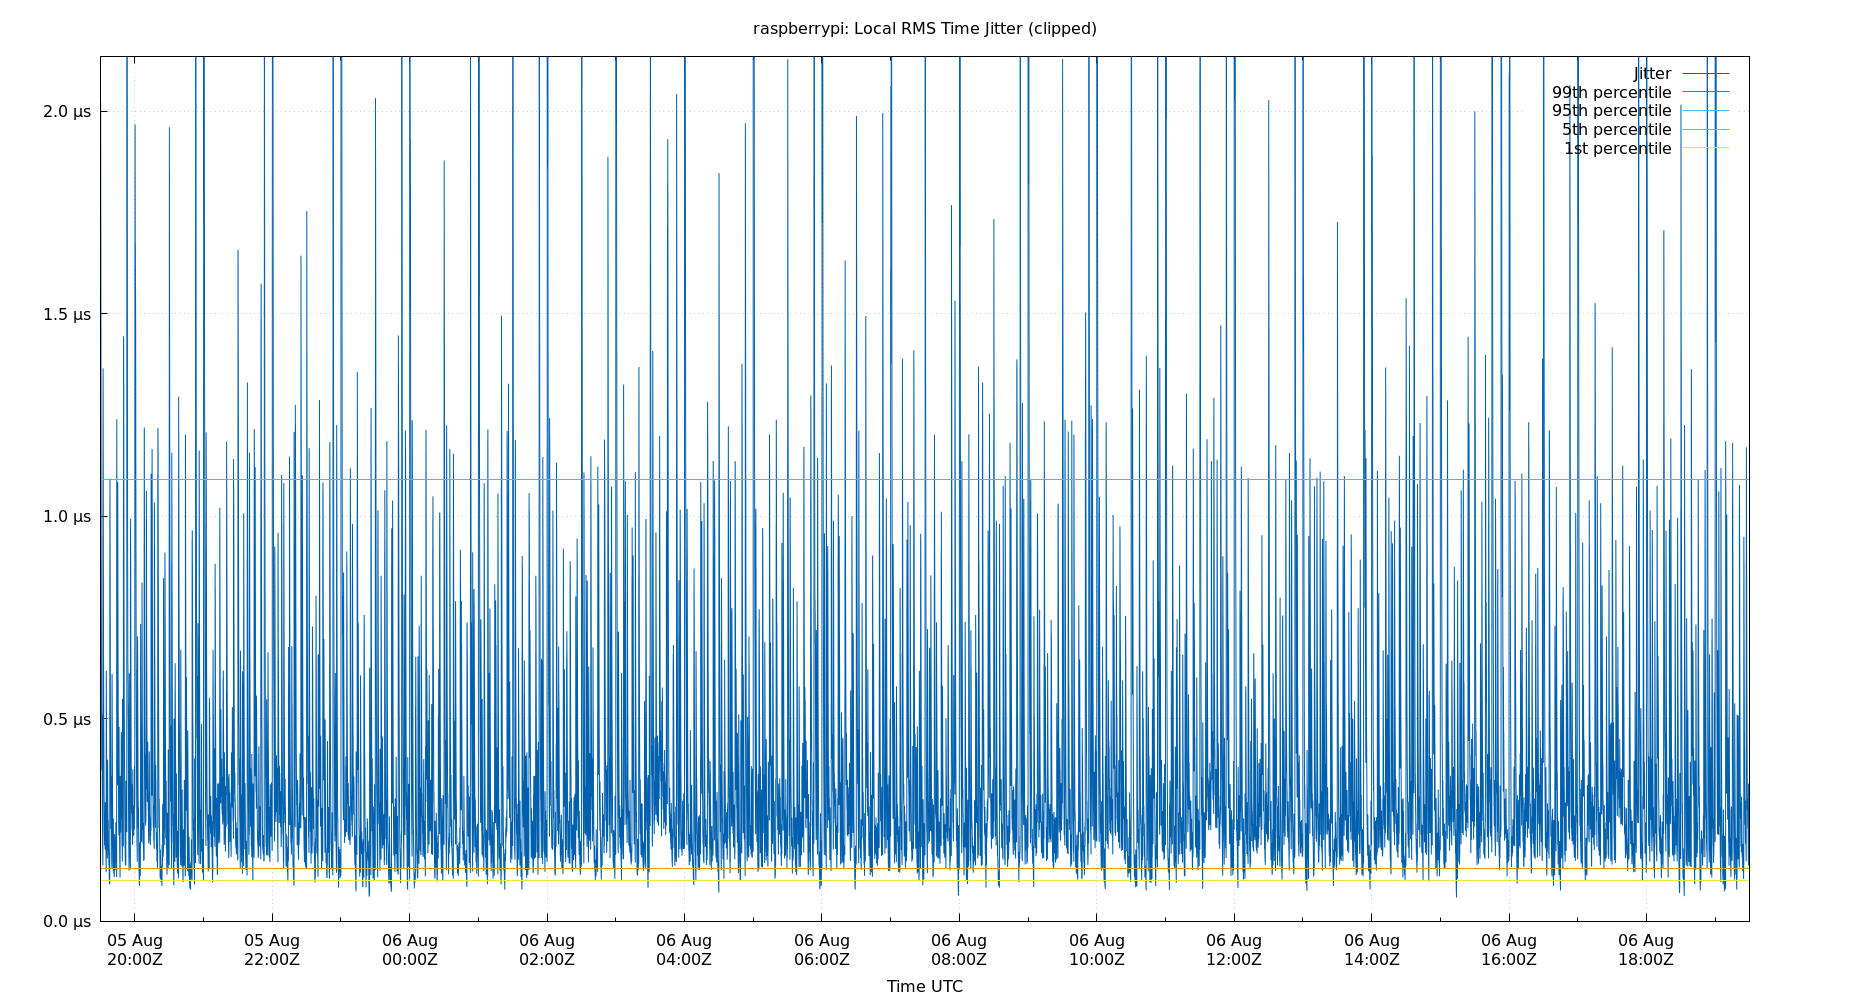 raspberrypi: Local RMS Time Jitter (clipped)
Jitter
99th percentile
95th percentile
5th percentile
1st percentile
2.0 µs
1.5 µs
1.0 µs
0.5 µs
0.0 µs
05 Aug 05 Aug 06 Aug 06 Aug 06 Aug 06 Aug 06 Aug 06 Aug 06 Aug 06 Aug 06 Aug 06 Aug
20:00Z 22:00Z 00:00Z 02:00Z 04:00Z 06:00Z 08:00Z 10:00Z 12:00Z 14:00Z 16:00Z 18:00Z
Time UTC